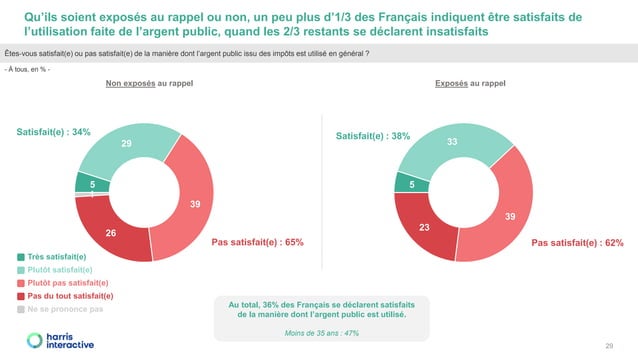 Qu’ils soient exposés au rappel ou non, un peu plus d’1/3 des Français indiquent être satisfaits de
l’utilisation faite de l’argent public, quand les 2/3 restants se déclarent insatisfaits
Êtes-vous satisfait(e) ou pas satisfait(e) de la manière dont l’argent public issu des impôts est utilisé en général ?
- À tous, en % -
Non exposés au rappel
Exposés au rappel
Satisfait(e) : 34%
29
5
1
26
39
Pas satisfait(e) : 65%
Satisfait(e) : 38%
33
5
23
39
Pas satisfait(e) : 62%
Très satisfait(e)
Plutôt satisfait(e)
Plutôt pas satisfait(e)
Pas du tout satisfait(e)
Ne se prononce pas
Au total, 36% des Français se déclarent satisfaits
de la manière dont l’argent public est utilisé.
Moins de 35 ans : 47%
harris
interactive
29